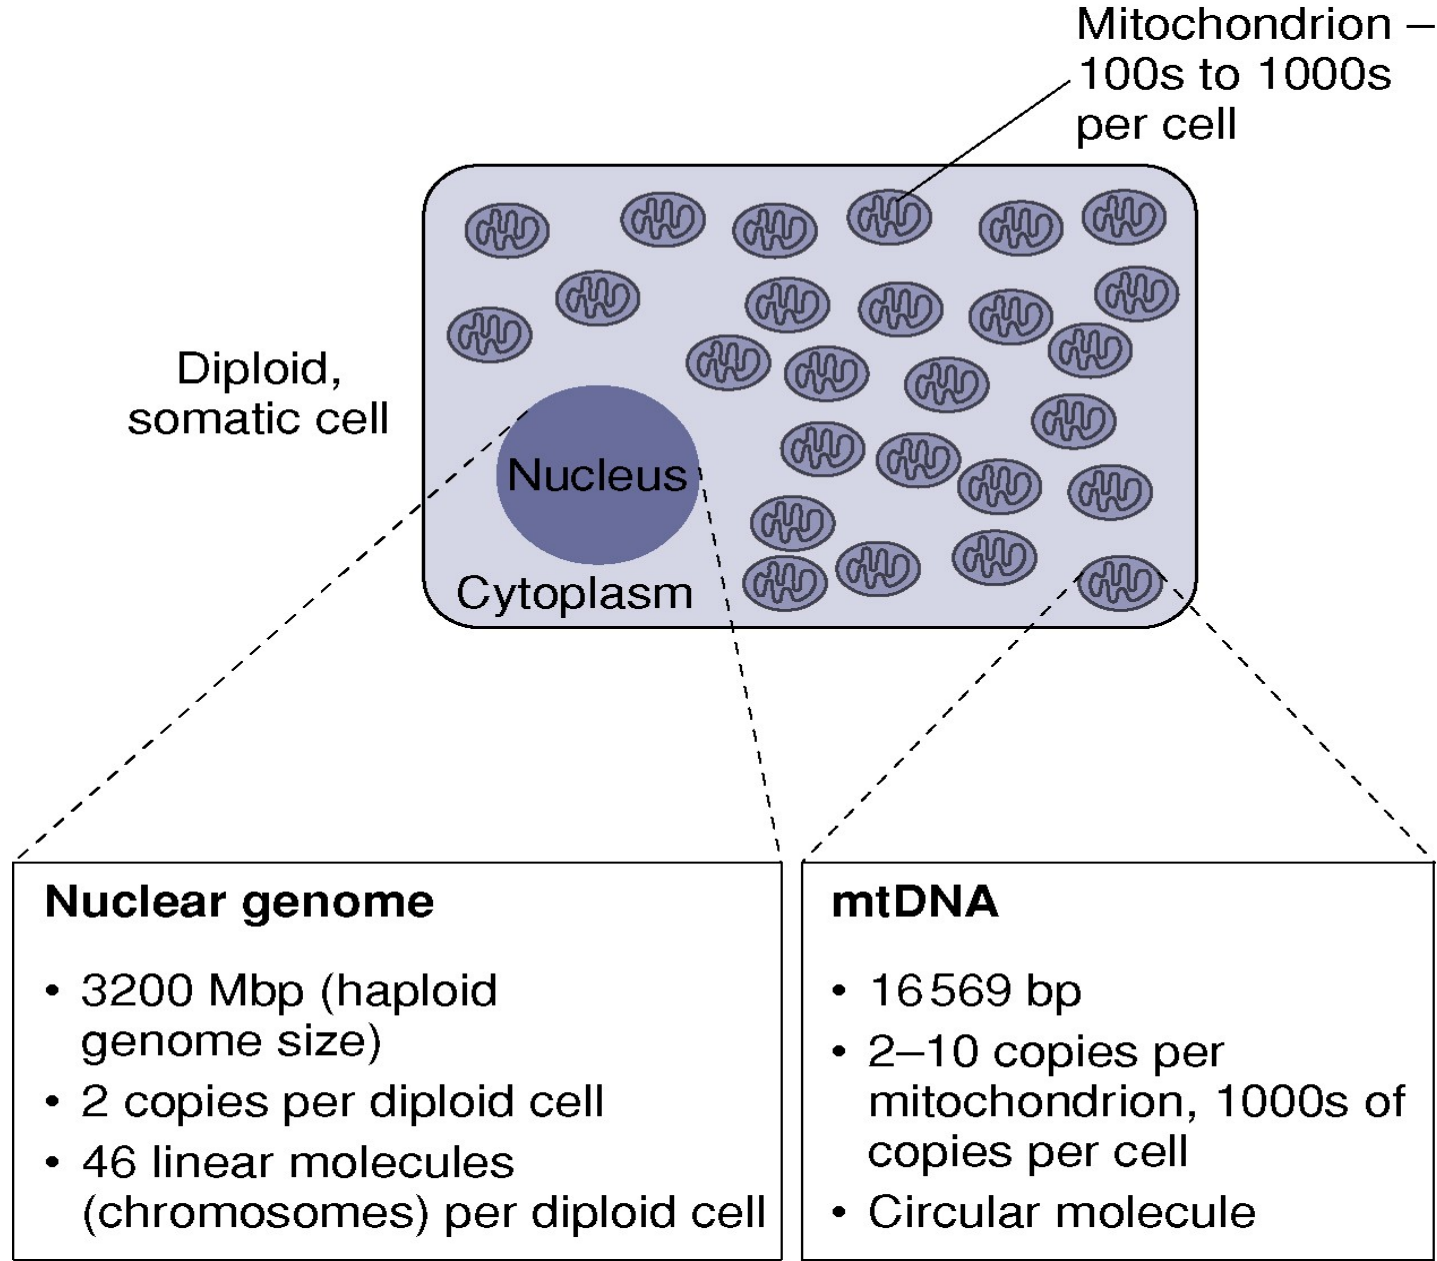 Mitochondrion –
100s to 1000s
per cell
Diploid,
somatic cell
Nucleus
Cytoplasm
Nuclear genome
• 3200 Mbp (haploid
genome size)
• 2 copies per diploid cell
• 46 linear molecules
(chromosomes) per diploid cell
mtDNA
• 16 569 bp
• 2–10 copies per
mitochondrion, 1000s of
copies per cell
• Circular molecule